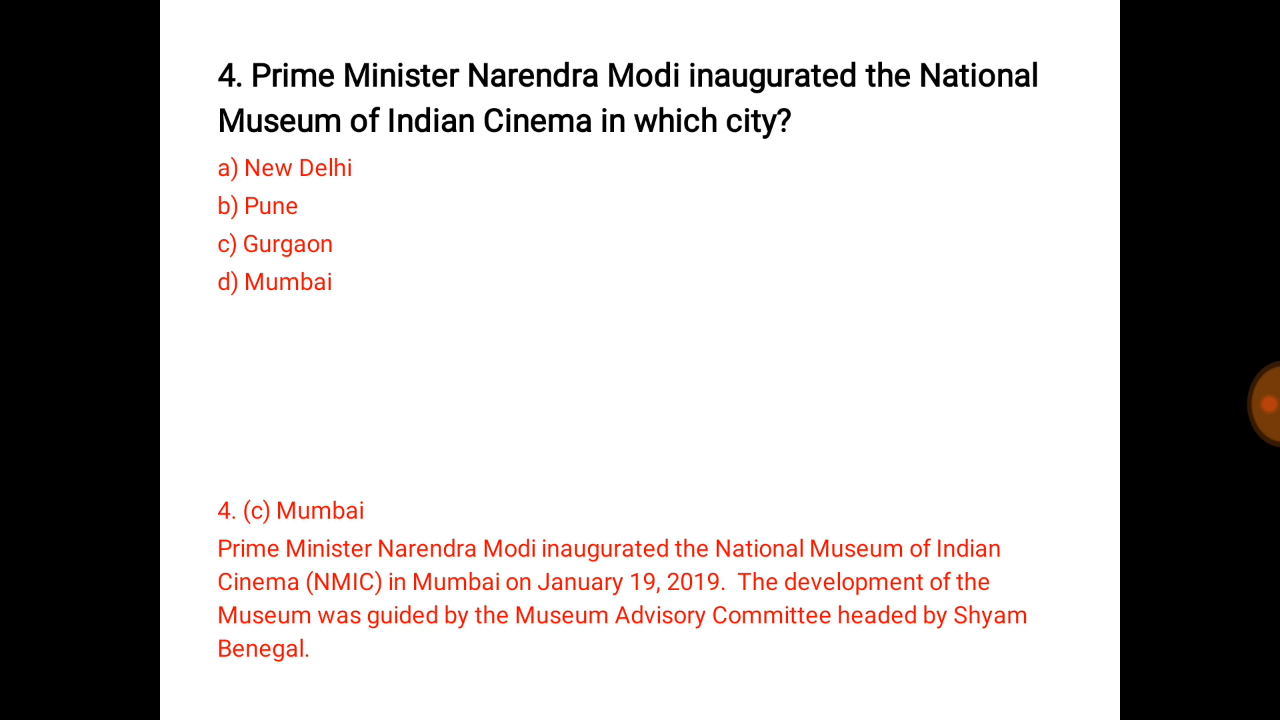 4. Prime Minister Narendra Modi inaugurated the National
Museum of Indian Cinema in which city?
a) New Delhi
b) Pune
c) Gurgaon
d) Mumbai
4. (c) Mumbai
Prime Minister Narendra Modi inaugurated the National Museum of Indian
Cinema (NMIC) in Mumbai on January 19, 2019.  The development of the
Museum was guided by the Museum Advisory Committee headed by Shyam
Benegal.